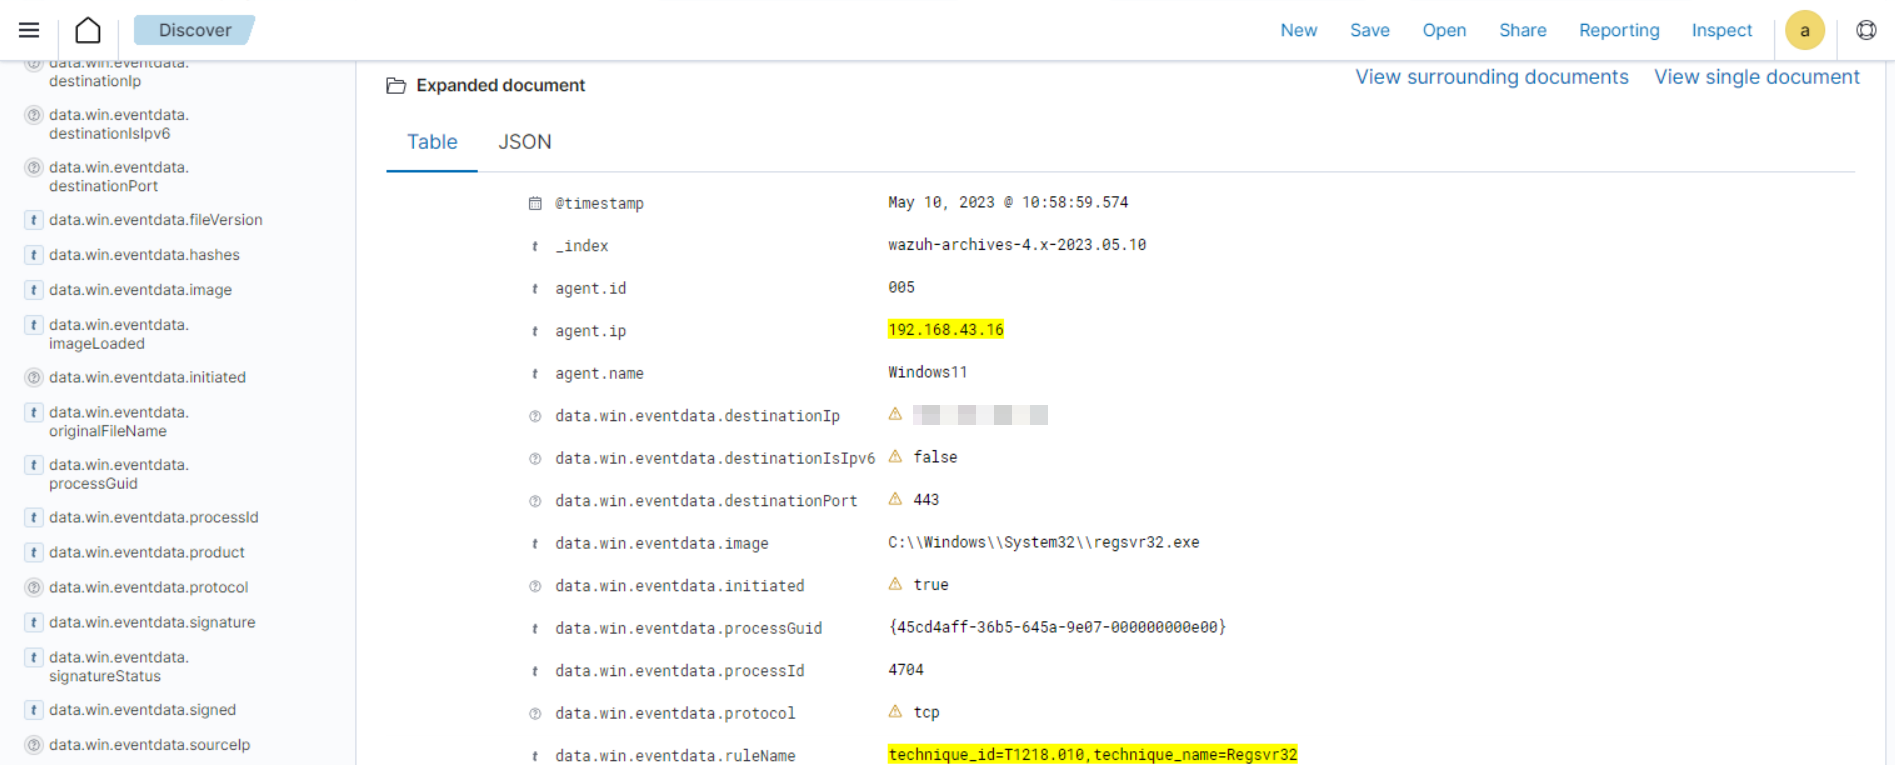 Discover
New Save Open Share Reporting Inspect a
data.win.eventdata.
destinationIp
data.win.eventdata.
destinationIsIpv6
data.win.eventdata.
destinationPort
t data.win.eventdata.fileVersion
t data.win.eventdata.hashes
t data.win.eventdata.image
t data.win.eventdata.
imageLoaded
data.win.eventdata.initiated
t data.win.eventdata.
originalFileName
t data.win.eventdata.
processGuid
t data.win.eventdata.processId
t data.win.eventdata.product
data.win.eventdata.protocol
t data.win.eventdata.signature
t data.win.eventdata.
signatureStatus
t data.win.eventdata.signed
data.win.eventdata.sourceIp
Expanded document
View surrounding documents View single document
Table JSON
@timestamp May 10, 2023 @ 10:58:59.574
t _index wazuh-archives-4.x-2023.05.10
t agent.id 005
t agent.ip 192.168.43.16
t agent.name Windows11
data.win.eventdata.destinationIp
data.win.eventdata.destinationIsIpv6 false
data.win.eventdata.destinationPort 443
t data.win.eventdata.image C:\\Windows\\System32\\regsvr32.exe
data.win.eventdata.initiated true
t data.win.eventdata.processGuid {45cd4aff-36b5-645a-9e07-000000000e00}
t data.win.eventdata.processId 4704
data.win.eventdata.protocol tcp
t data.win.eventdata.ruleName technique_id=T1218.010,technique_name=Regsvr32